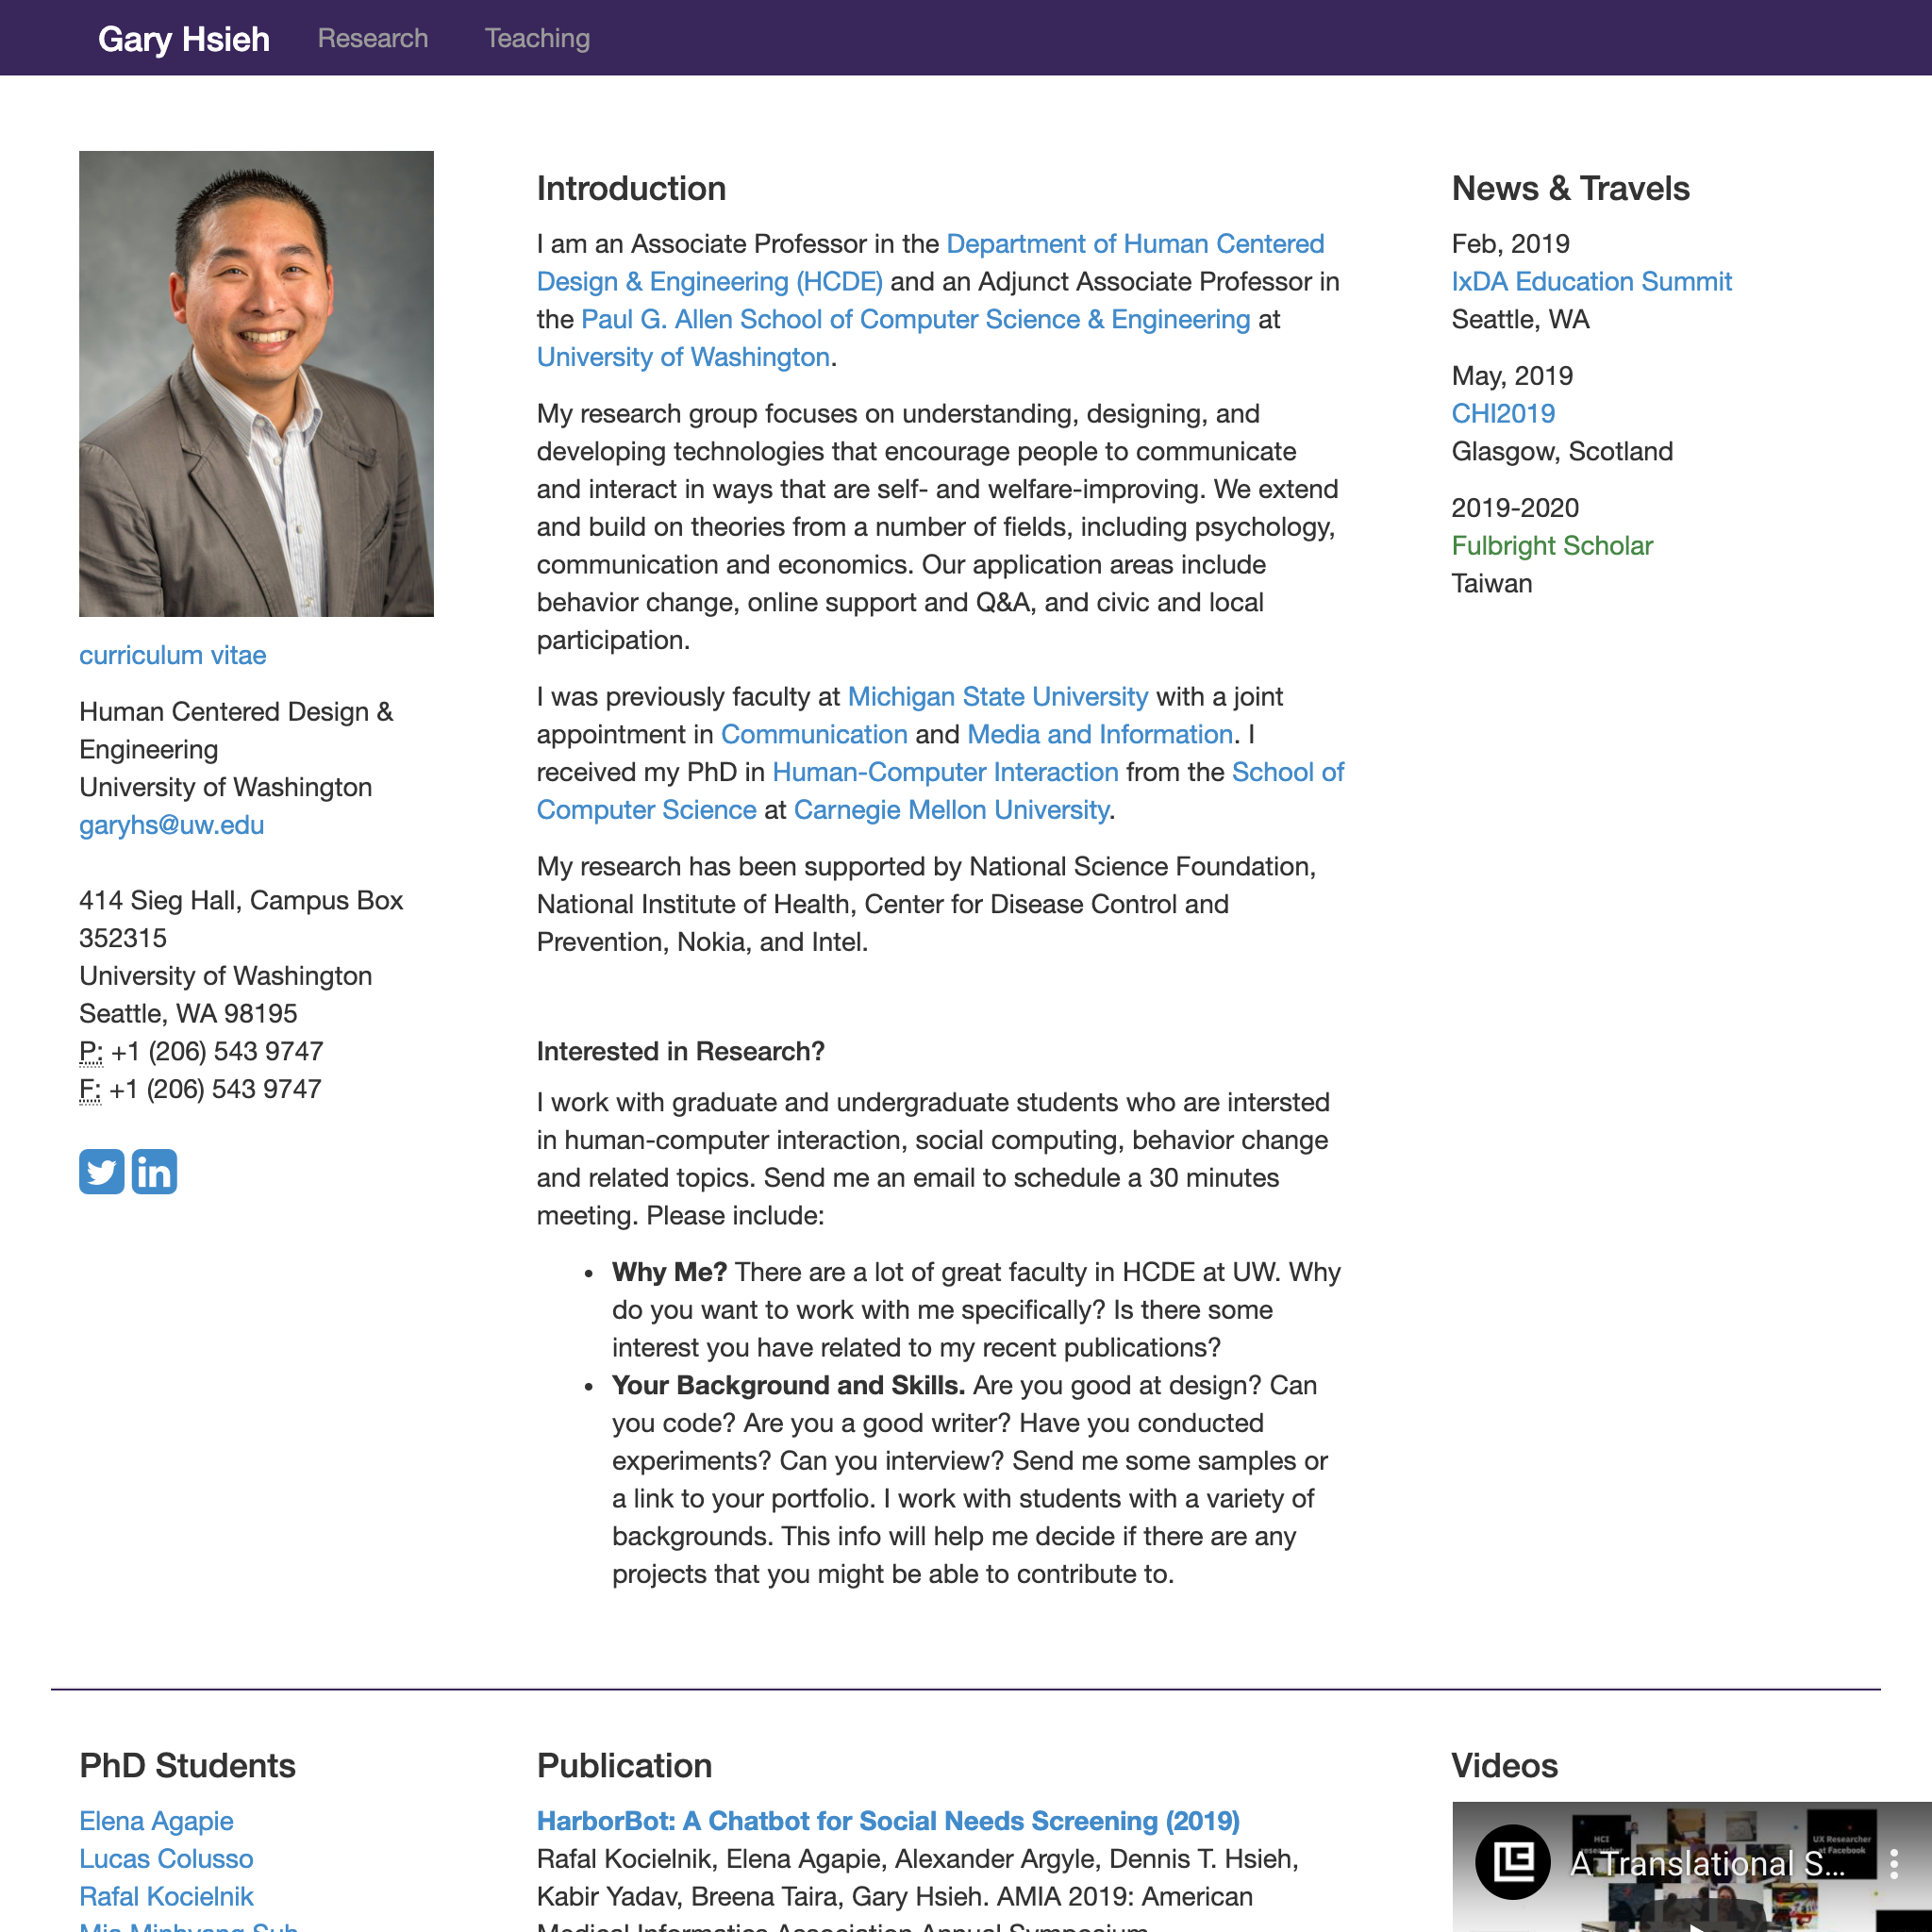 Gary Hsieh
Research
Teaching
curriculum vitae
Human Centered Design &
Engineering
University of Washington
garyhs@uw.edu
414 Sieg Hall, Campus Box
352315
University of Washington
Seattle, WA 98195
P: +1 (206) 543 9747
F: +1 (206) 543 9747
in
Introduction
I am an Associate Professor in the Department of Human Centered
Design & Engineering (HCDE) and an Adjunct Associate Professor in
the Paul G. Allen School of Computer Science & Engineering at
University of Washington.
My research group focuses on understanding, designing, and
developing technologies that encourage people to communicate
and interact in ways that are self- and welfare-improving. We extend
and build on theories from a number of fields, including psychology,
communication and economics. Our application areas include
behavior change, online support and Q&A, and civic and local
participation.
I was previously faculty at Michigan State University with a joint
appointment in Communication and Media and Information. I
received my PhD in Human-Computer Interaction from the School of
Computer Science at Carnegie Mellon University.
My research has been supported by National Science Foundation,
National Institute of Health, Center for Disease Control and
Prevention, Nokia, and Intel.
Interested in Research?
I work with graduate and undergraduate students who are intersted
in human-computer interaction, social computing, behavior change
and related topics. Send me an email to schedule a 30 minutes
meeting. Please include:
• Why Me? There are a lot of great faculty in HCDE at UW. Why
do you want to work with me specifically? Is there some
interest you have related to my recent publications?
• Your Background and Skills. Are you good at design? Can
you code? Are you a good writer? Have you conducted
experiments? Can you interview? Send me some samples or
a link to your portfolio. I work with students with a variety of
backgrounds. This info will help me decide if there are any
projects that you might be able to contribute to.
News & Travels
Feb, 2019
IxDA Education Summit
Seattle, WA
May, 2019
CHI2019
Glasgow, Scotland
2019-2020
Fulbright Scholar
Taiwan
PhD Students
Elena Agapie
Lucas Colusso
Rafal Kocielnik
Mia Minhyang Suh
Publication
HarborBot: A Chatbot for Social Needs Screening (2019)
Rafal Kocielnik, Elena Agapie, Alexander Argyle, Dennis T. Hsieh,
Kabir Yadav, Breena Taira, Gary Hsieh. AMIA 2019: American
Medical Informatics Association Annual Symposium.
Videos
A Translational S...
HCI
UX Researcher
at Facebook